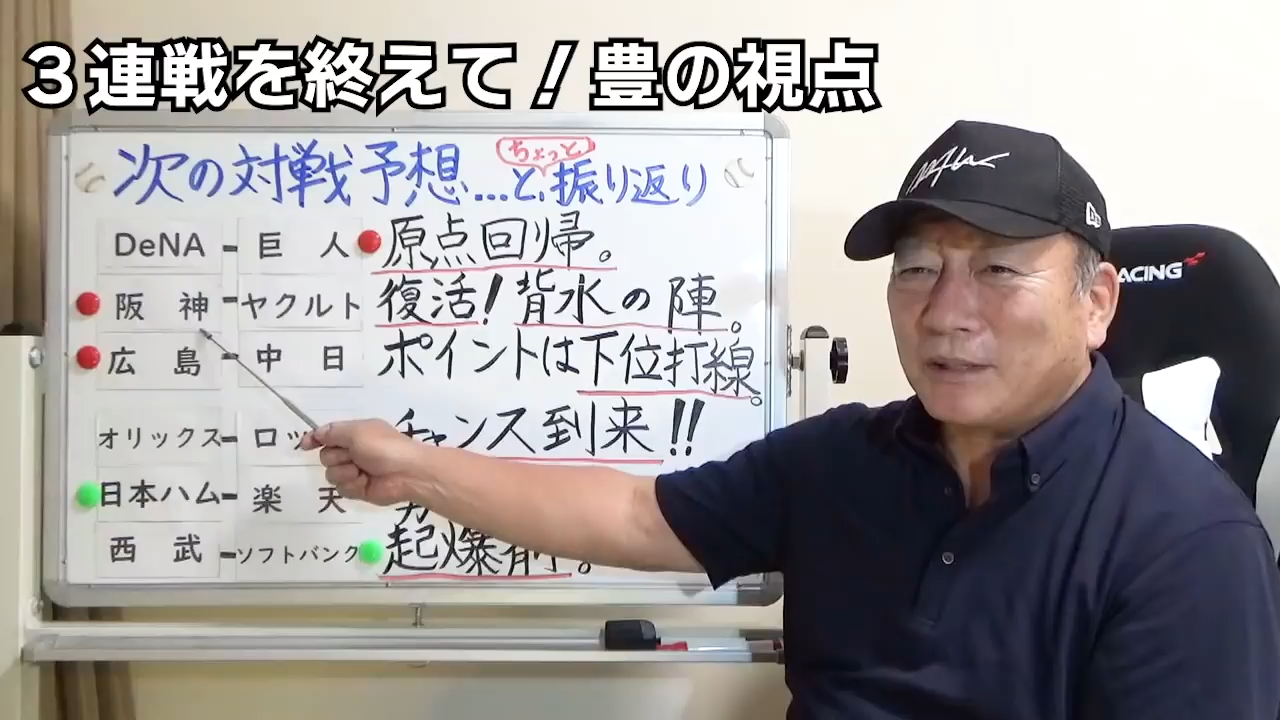 ３連戦を終えて！豊の視点
次の対戦予想…と、ちょっと振り返り
DeNA - 巨人 原点回帰。
阪神 - ヤクルト 復活！背水の陣。
広島 - 中日 ポイントは下位打線。
オリックス - ロッ チャンス到来!!
日本ハム - 楽天
西武 - ソフトバンク 起爆剤。
ACING